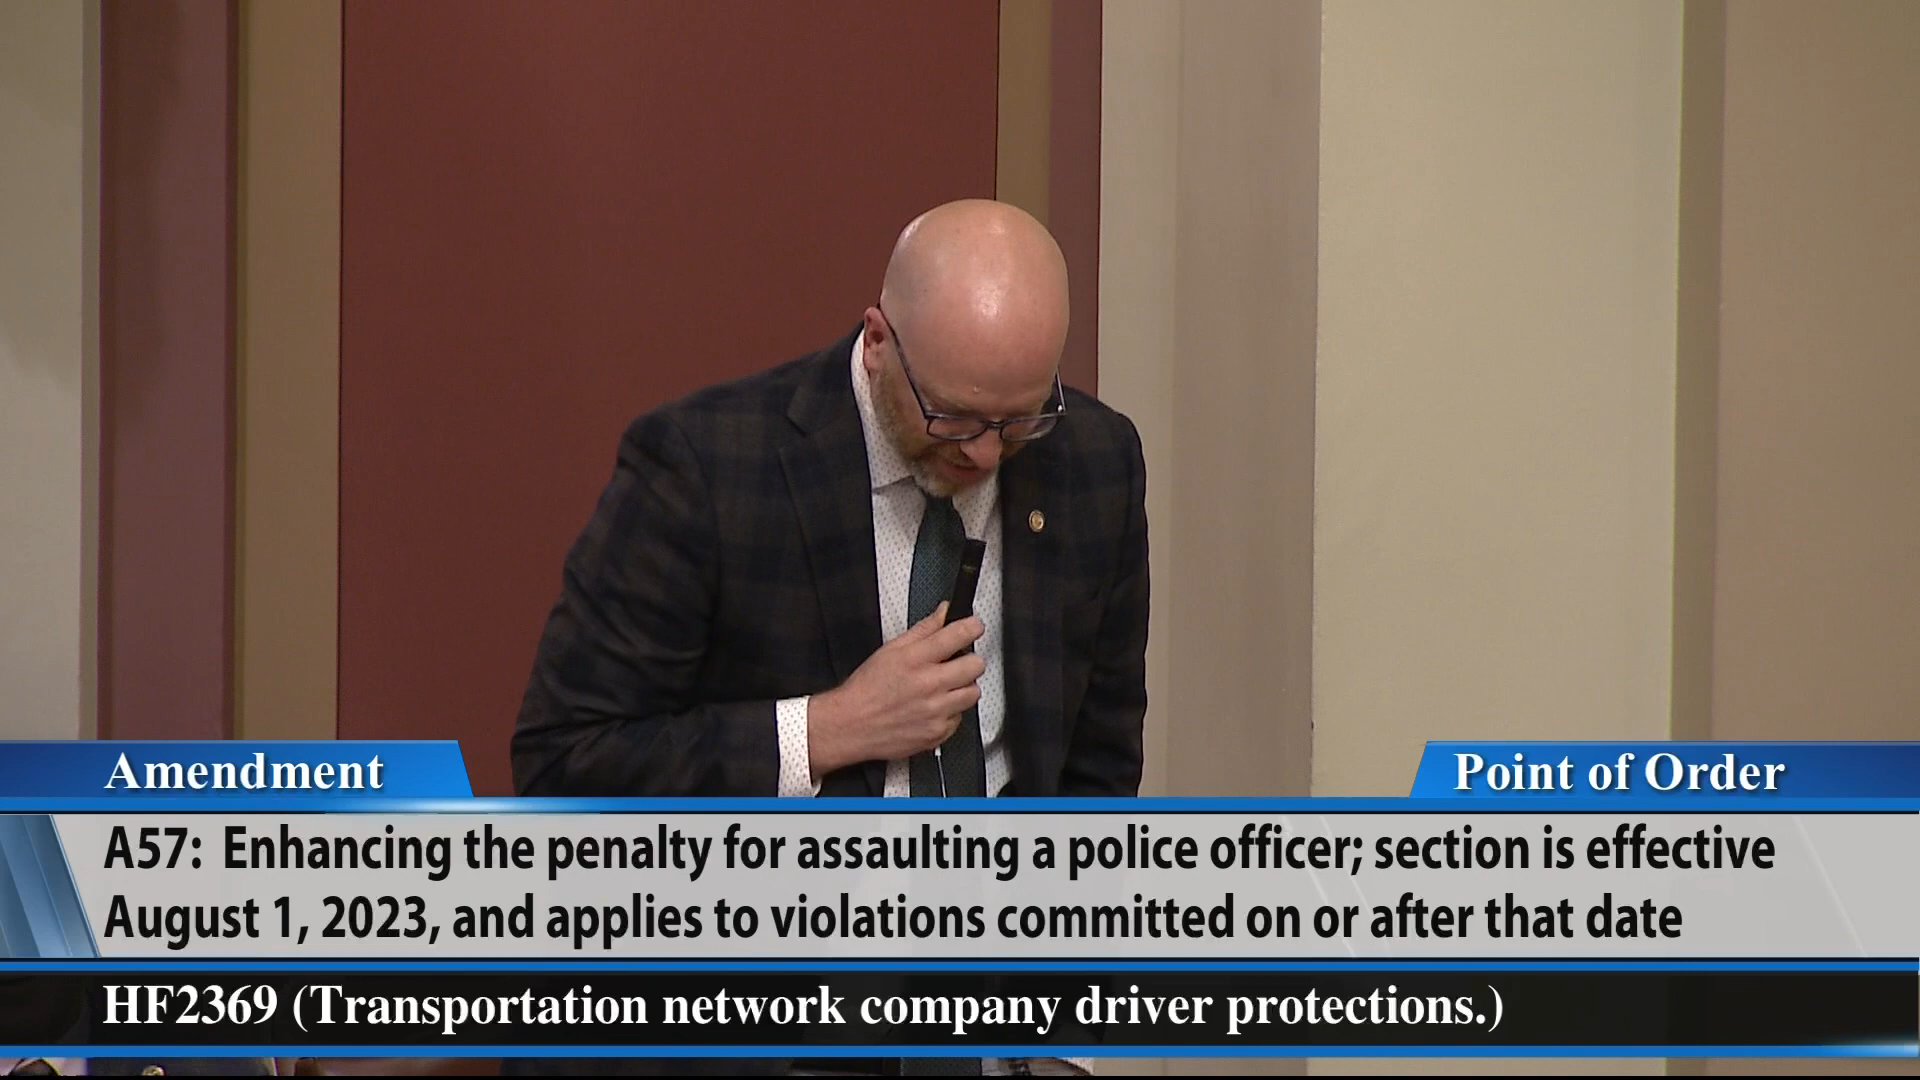 Amendment
Point of Order
A57:  Enhancing the penalty for assaulting a police officer; section is effective
August 1, 2023, and applies to violations committed on or after that date
HF2369 (Transportation network company driver protections.)